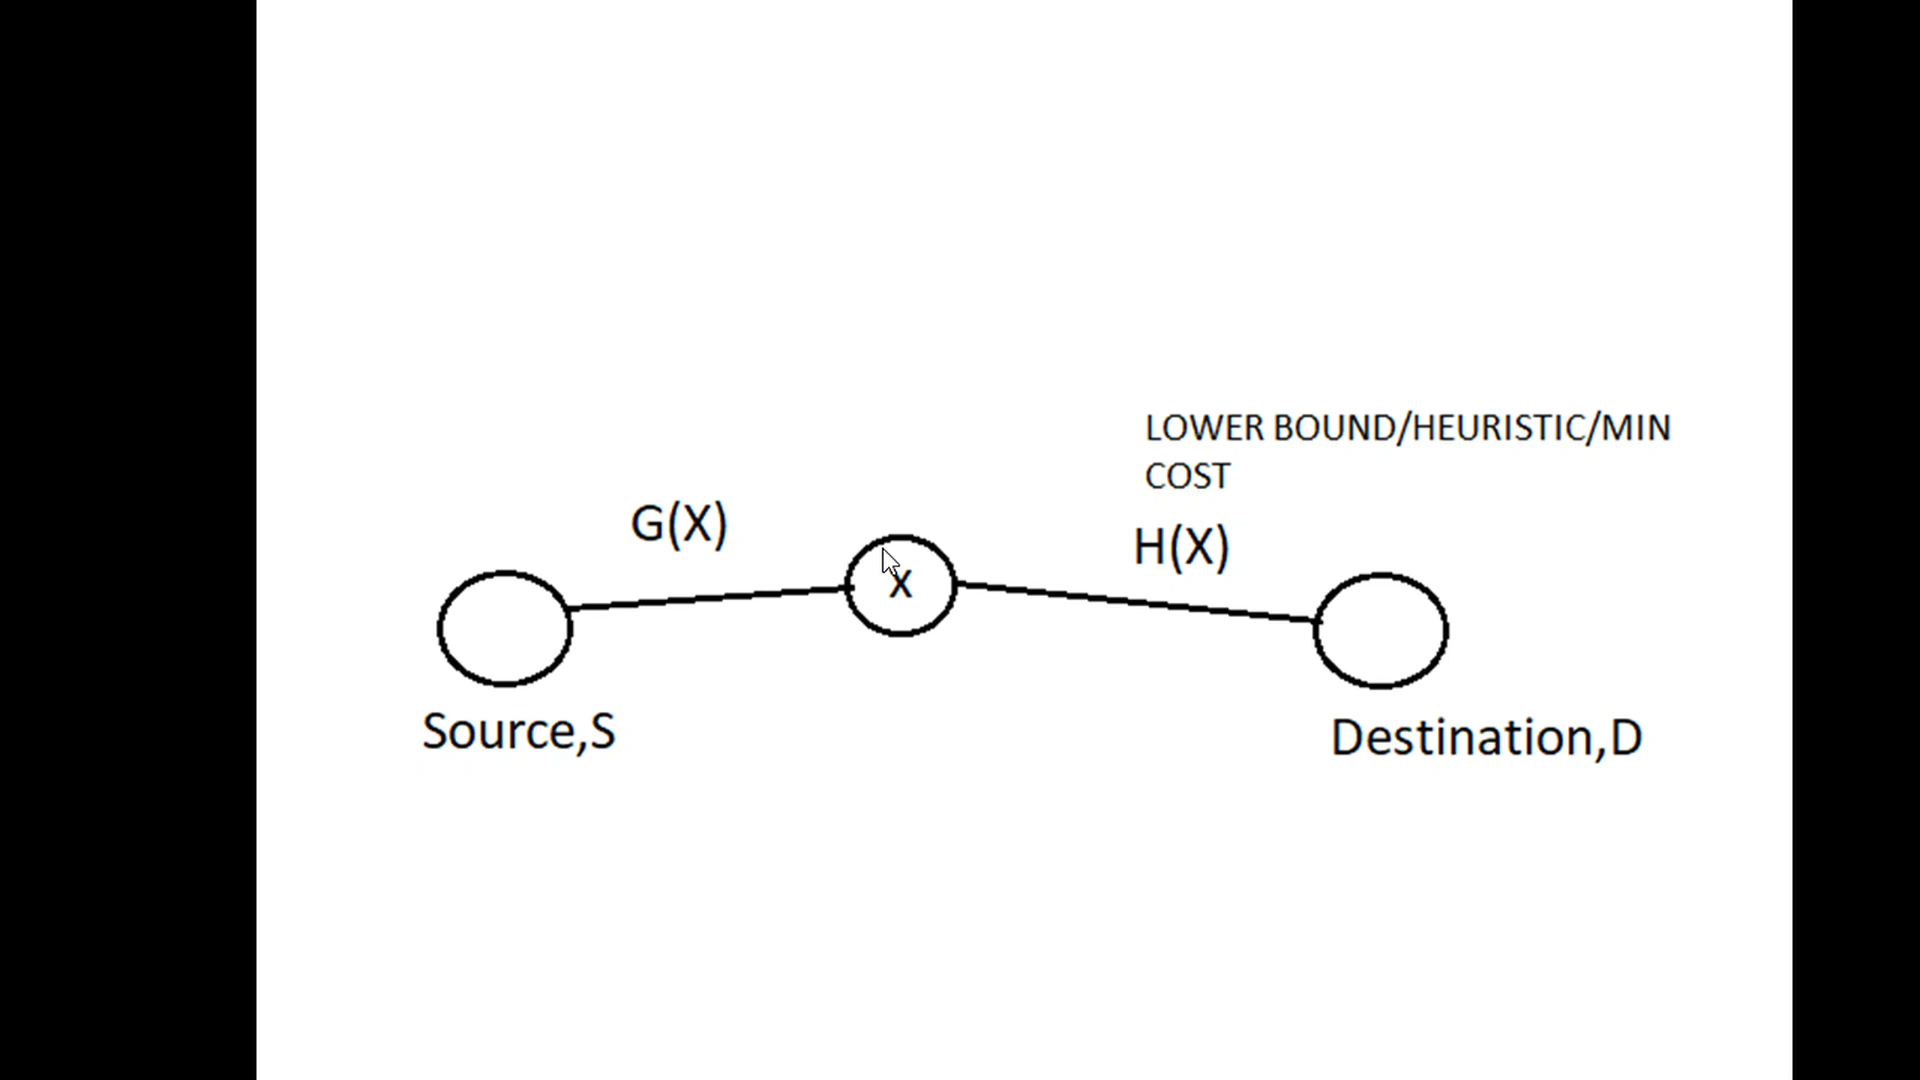 LOWER BOUND/HEURISTIC/MIN
COST
G(X)
H(X)
X
Source,S
Destination,D